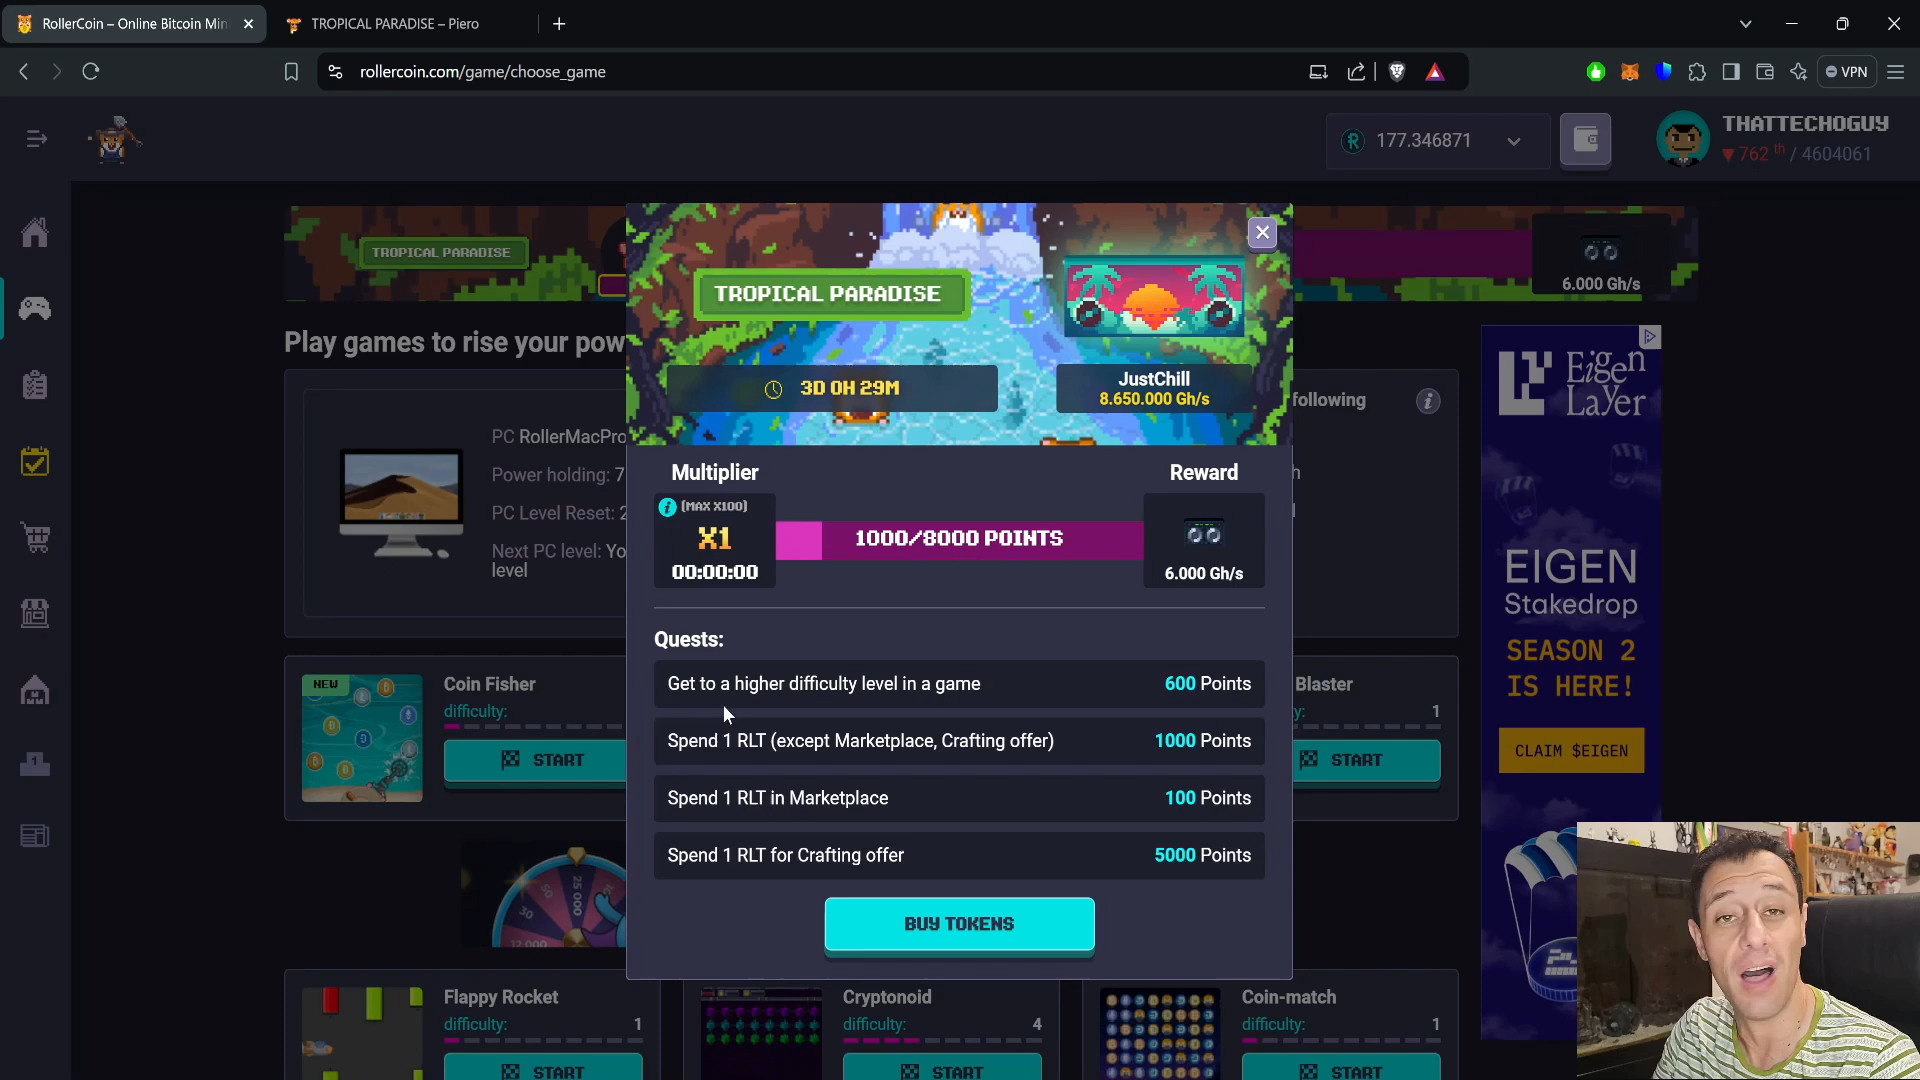 RollerCoin – Online Bitcoin Min
TROPICAL PARADISE – Piero
rollercoin.com/game/choose_game
VPN
177.346871
THATTECHOGUY
762 th / 4604061
TROPICAL PARADISE
6.000 Gh/s
TROPICAL PARADISE
3D 0H 29M
JustChill
8.650.000 Gh/s
Play games to rise your pow
following
PC RollerMacPro
Power holding: 7
PC Level Reset: 2
Next PC level: Yo
level
Multiplier
Reward
(MAX X100)
X1
00:00:00
1000/8000 POINTS
6.000 Gh/s
Quests:
Get to a higher difficulty level in a game 600 Points
Spend 1 RLT (except Marketplace, Crafting offer) 1000 Points
Spend 1 RLT in Marketplace 100 Points
Spend 1 RLT for Crafting offer 5000 Points
BUY TOKENS
NEW
Coin Fisher
difficulty:
START
Blaster
y: 1
START
50
25 000
30
12 000
Flappy Rocket
difficulty: 1
START
Cryptonoid
difficulty: 4
START
Coin-match
difficulty: 1
START
Eigen
Layer
EIGEN
Stakedrop
SEASON 2
IS HERE!
CLAIM $EIGEN